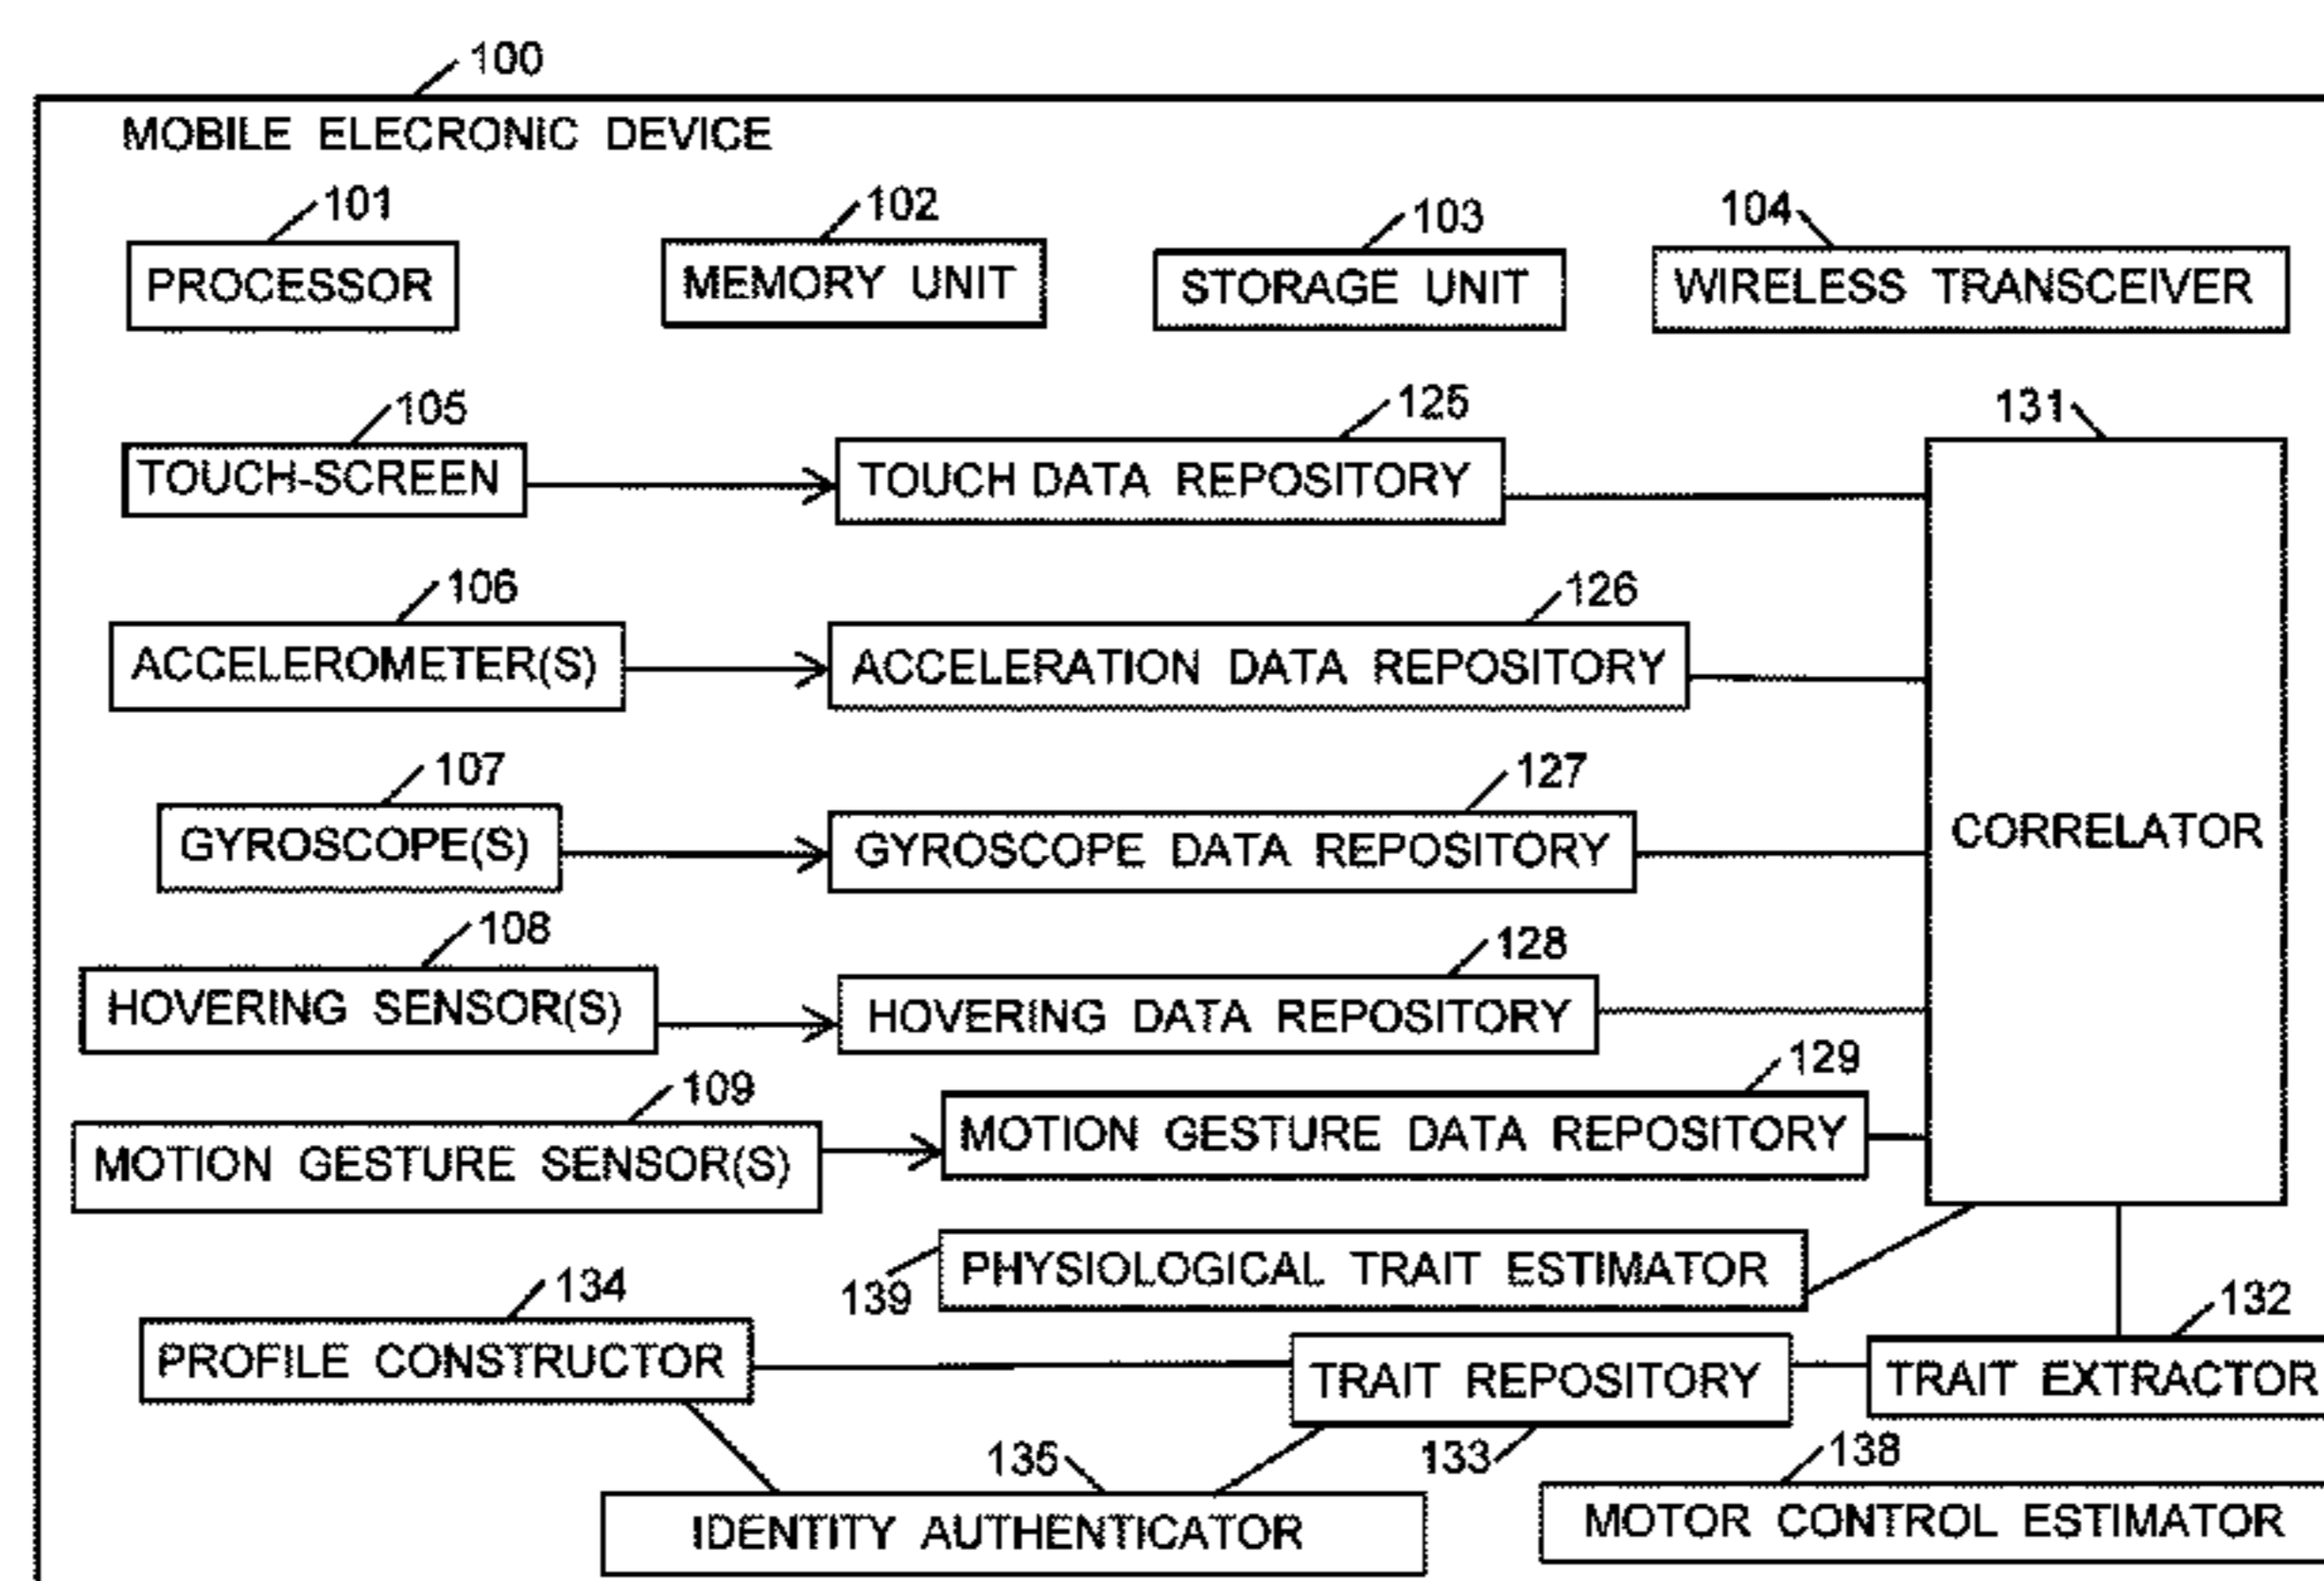 100
MOBILE ELECRONIC DEVICE
101
102
103
104
PROCESSOR
MEMORY UNIT
STORAGE UNIT
WIRELESS TRANSCEIVER
105
125
131
TOUCH-SCREEN
TOUCH DATA REPOSITORY
106
126
ACCELEROMETER(S)
ACCELERATION DATA REPOSITORY
107
127
GYROSCOPE(S)
GYROSCOPE DATA REPOSITORY
CORRELATOR
108
128
HOVERING SENSOR(S)
HOVERING DATA REPOSITORY
109
129
MOTION GESTURE SENSOR(S)
MOTION GESTURE DATA REPOSITORY
139
PHYSIOLOGICAL TRAIT ESTIMATOR
134
132
PROFILE CONSTRUCTOR
TRAIT REPOSITORY
TRAIT EXTRACTOR
135
133
138
IDENTITY AUTHENTICATOR
MOTOR CONTROL ESTIMATOR